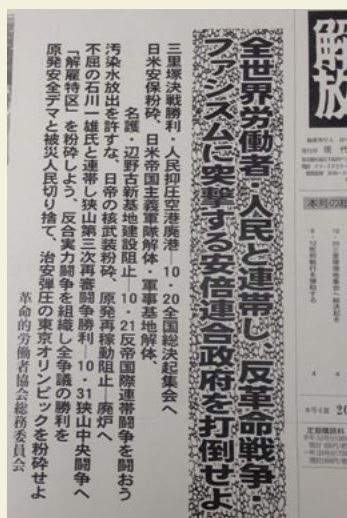 解放
全世界労働者・人民と連帯し、反革命戦争・
ファシズムに突撃する安倍連合政府を打倒せよ
三里塚決戦勝利・人民抑圧空港廃港―10・20全国総決起集会へ
日米安保粉砕、日米帝国主義軍隊解体・軍事基地解体、
名護・辺野古新基地建設阻止―10・21反帝国際連帯闘争を闘おう
汚染水放出を許すな、日帝の核武装粉砕、原発再稼動阻止―廃炉へ
不屈の石川一雄氏と連帯し狭山第三次再審闘争勝利―10・31狭山中央闘争へ
「解雇特区」を粉砕しよう、反合実力闘争を組織し全争議の勝利を
原発安全デマと被災人民切り捨て、治安弾圧の東京オリンピックを粉砕せよ
革命的労働者協会総務委員会
本号の
定期購読料